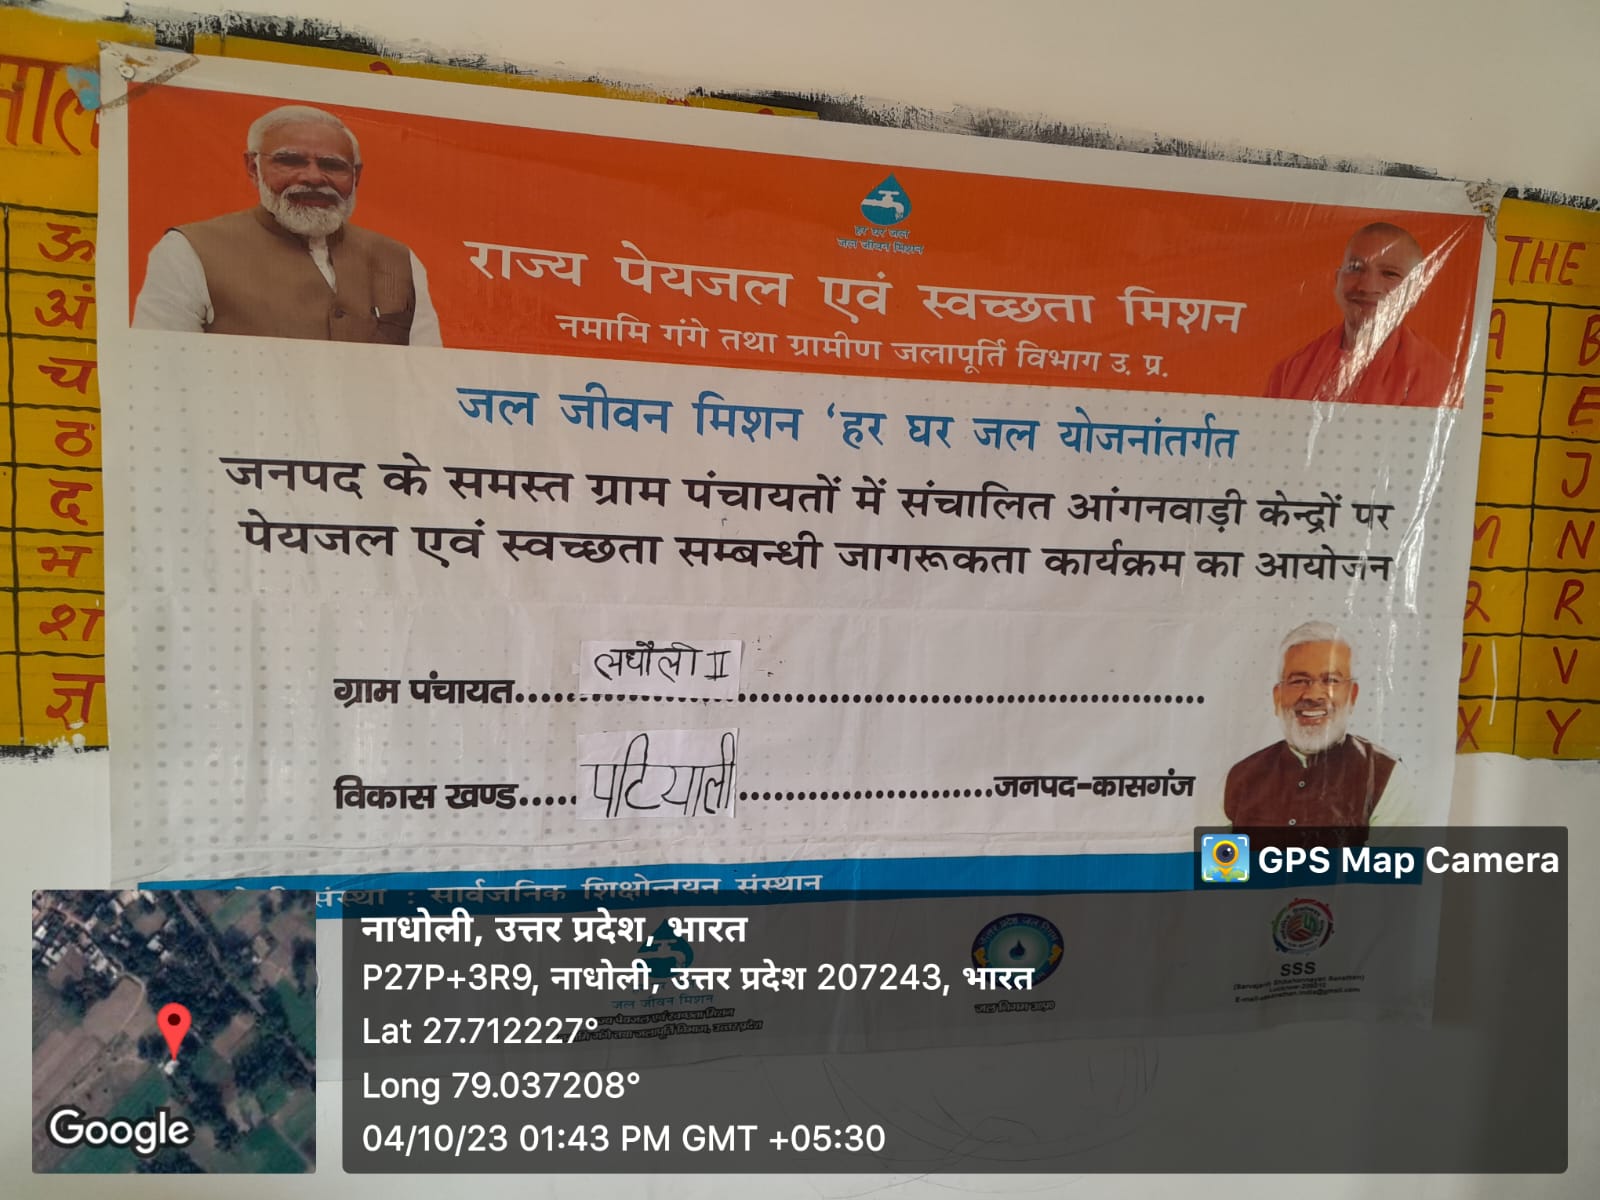 हर घर जल
जल जीवन मिशन
राज्य पेयजल एवं स्वच्छता मिशन
नमामि गंगे तथा ग्रामीण जलापूर्ति विभाग उ. प्र.
जल जीवन मिशन ‘हर घर जल योजनांतर्गत
जनपद के समस्त ग्राम पंचायतों में संचालित आंगनवाड़ी केन्द्रों पर
पेयजल एवं स्वच्छता सम्बन्धी जागरूकता कार्यक्रम का आयोजन
ग्राम पंचायत.....लधौली II.....
विकास खण्ड.....पटियाली.....जनपद-कासगंज
संस्था : सार्वजनिक शिक्षोन्नयन संस्थान
जल जीवन मिशन
SSS
GPS Map Camera
नाधोली, उत्तर प्रदेश, भारत
P27P+3R9, नाधोली, उत्तर प्रदेश 207243, भारत
Lat 27.712227°
Long 79.037208°
04/10/23 01:43 PM GMT +05:30
Google
ऊ
अं
च
ठ
द
भ
श
ज्ञ
THE
A B
E
J
N
R
V
X Y